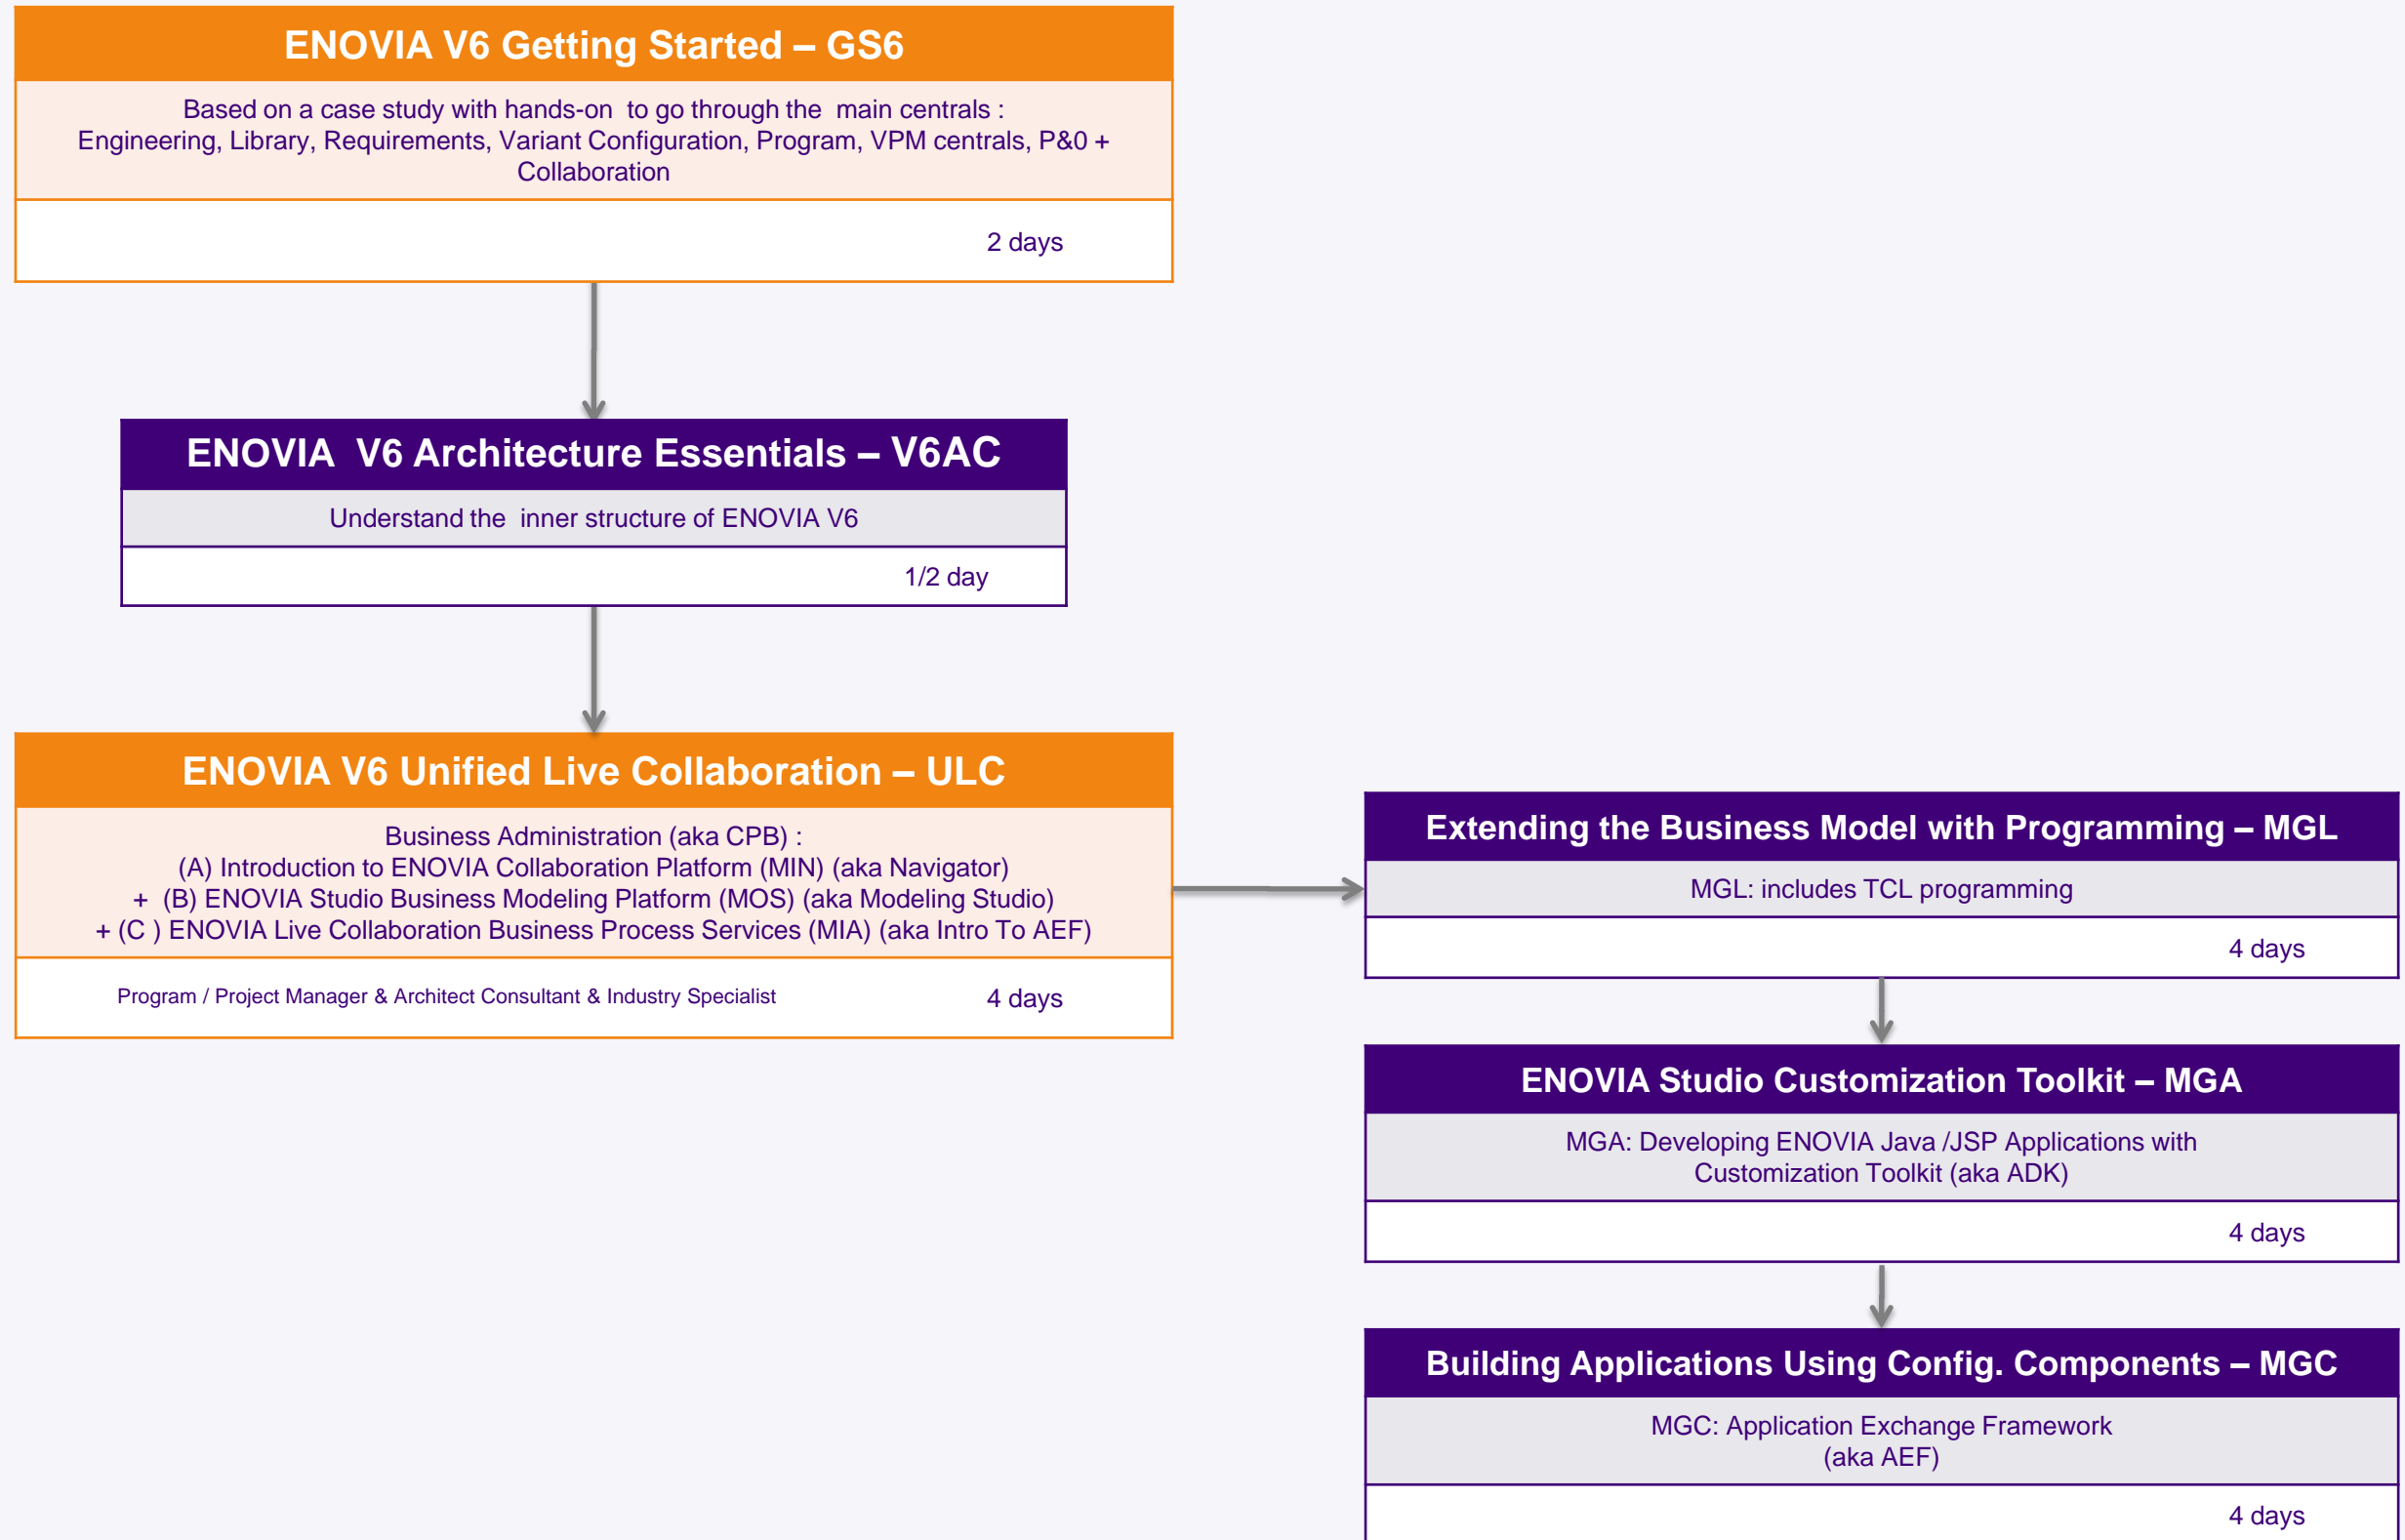 ENOVIA V6 Getting Started – GS6
Based on a case study with hands-on to go through the main centrals :
Engineering, Library, Requirements, Variant Configuration, Program, VPM centrals, P&0 +
Collaboration
2 days
ENOVIA V6 Architecture Essentials – V6AC
Understand the inner structure of ENOVIA V6
1/2 day
ENOVIA V6 Unified Live Collaboration – ULC
Business Administration (aka CPB) :
(A) Introduction to ENOVIA Collaboration Platform (MIN) (aka Navigator)
+ (B) ENOVIA Studio Business Modeling Platform (MOS) (aka Modeling Studio)
+ (C ) ENOVIA Live Collaboration Business Process Services (MIA) (aka Intro To AEF)
Program / Project Manager & Architect Consultant & Industry Specialist 4 days
Extending the Business Model with Programming – MGL
MGL: includes TCL programming
4 days
ENOVIA Studio Customization Toolkit – MGA
MGA: Developing ENOVIA Java /JSP Applications with
Customization Toolkit (aka ADK)
4 days
Building Applications Using Config. Components – MGC
MGC: Application Exchange Framework
(aka AEF)
4 days